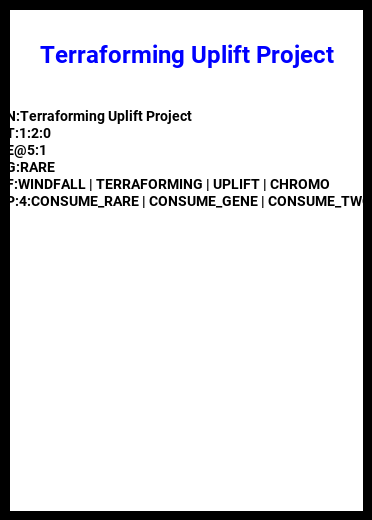 Terraforming Uplift Project
N:Terraforming Uplift Project
T:1:2:0
E@5:1
G:RARE
F:WINDFALL | TERRAFORMING | UPLIFT | CHROMO
P:4:CONSUME_RARE | CONSUME_GENE | CONSUME_TW